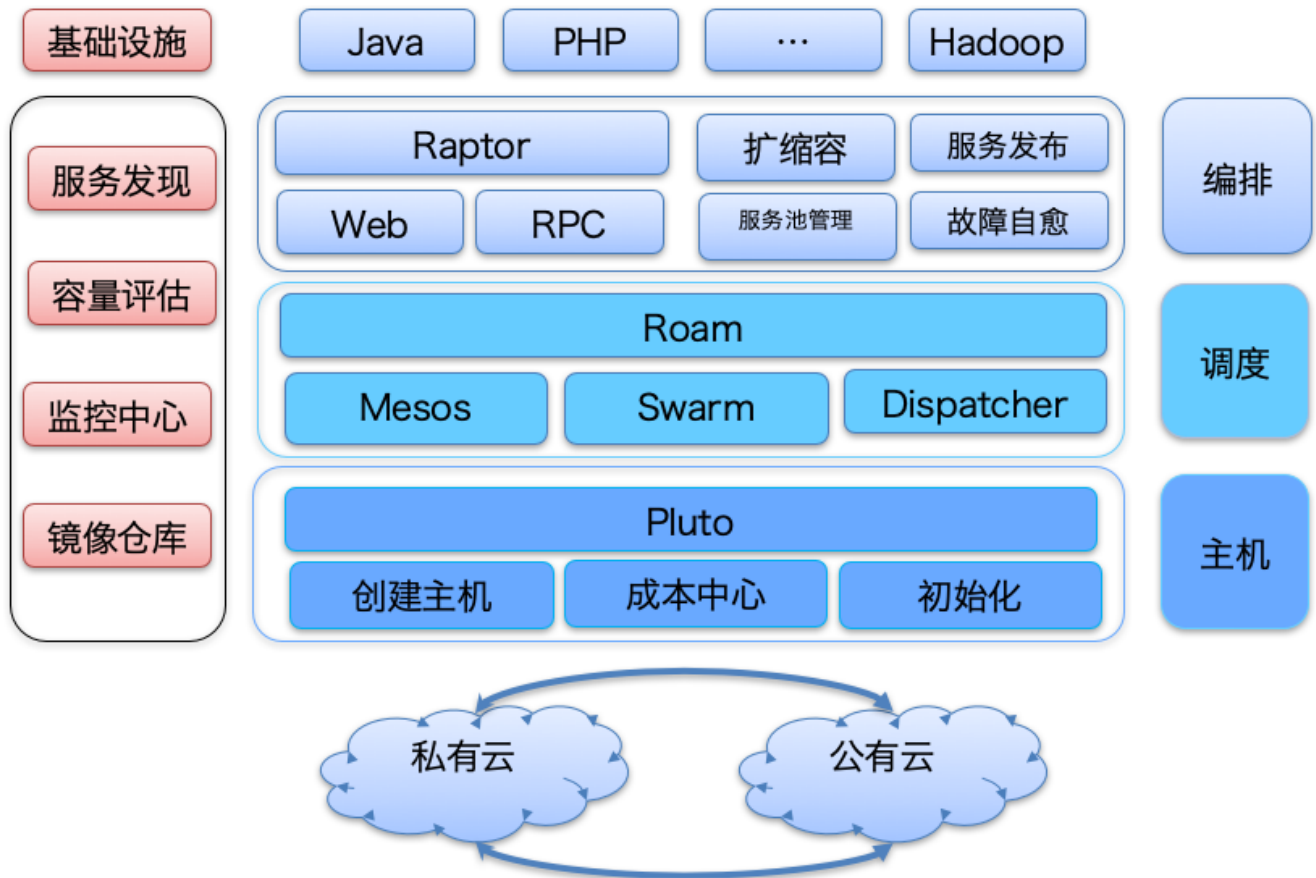 基础设施
Java
PHP
…
Hadoop
服务发现
容量评估
监控中心
镜像仓库
Raptor
扩缩容
服务发布
Web
RPC
服务池管理
故障自愈
编排
Roam
Mesos
Swarm
Dispatcher
调度
Pluto
创建主机
成本中心
初始化
主机
私有云
公有云